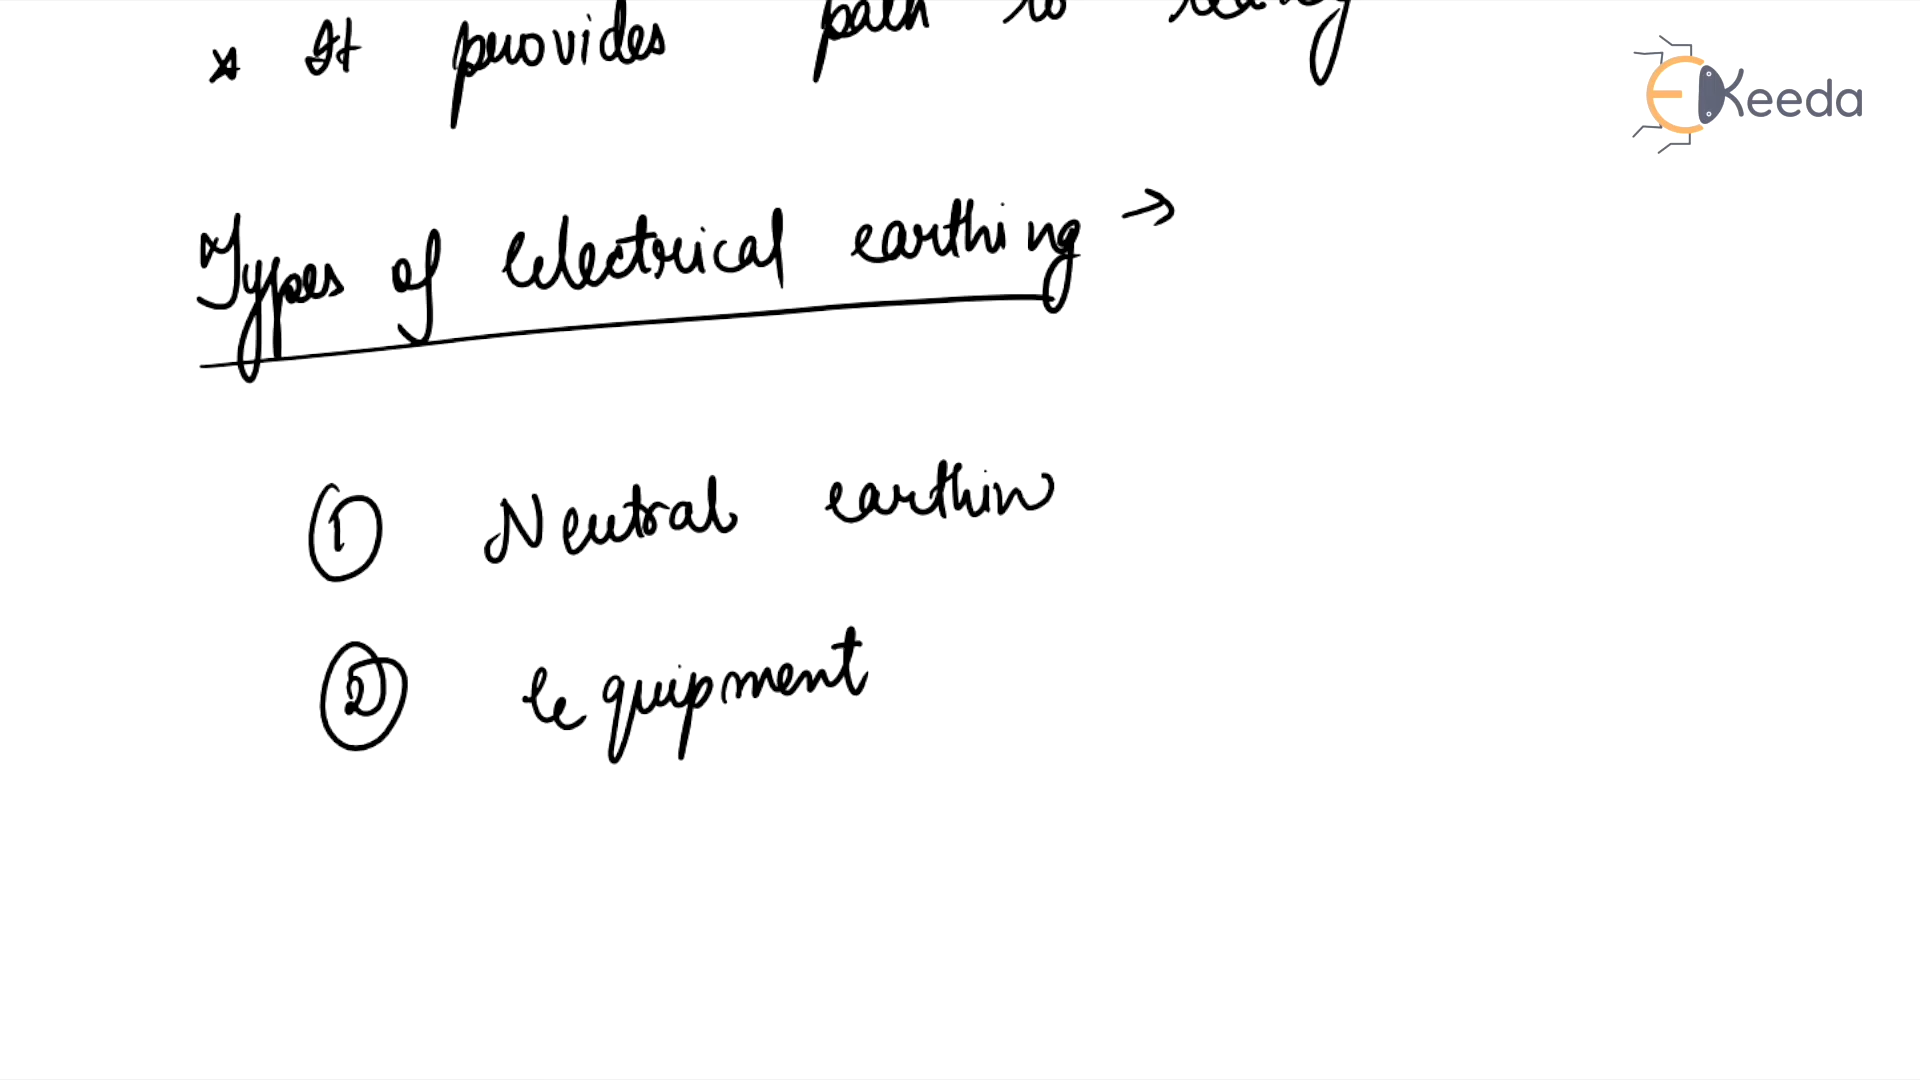 * It provides path to
EKeeda
Types of Electrical earthing →
① Neutral earthin
② Equipment